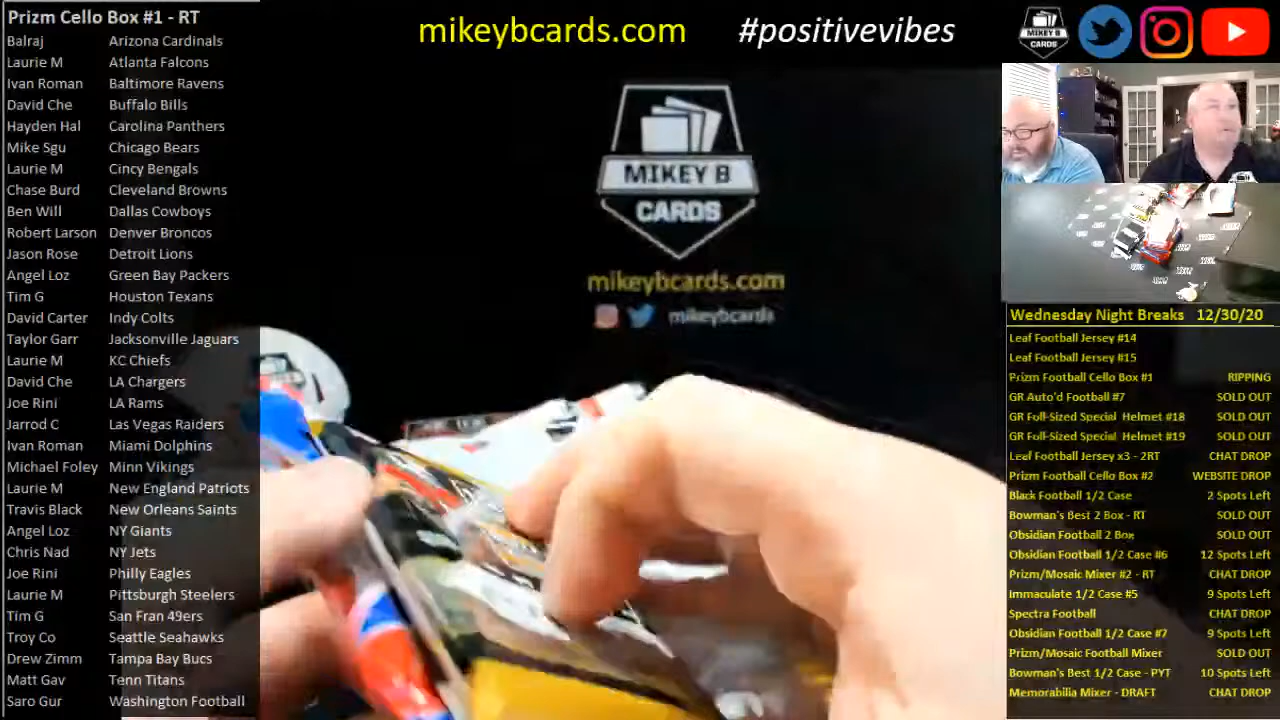 Prizm Cello Box #1 - RT
Balraj Arizona Cardinals
Laurie M Atlanta Falcons
Ivan Roman Baltimore Ravens
David Che Buffalo Bills
Hayden Hal Carolina Panthers
Mike Sgu Chicago Bears
Laurie M Cincy Bengals
Chase Burd Cleveland Browns
Ben Will Dallas Cowboys
Robert Larson Denver Broncos
Jason Rose Detroit Lions
Angel Loz Green Bay Packers
Tim G Houston Texans
David Carter Indy Colts
Taylor Garr Jacksonville Jaguars
Laurie M KC Chiefs
David Che LA Chargers
Joe Rini LA Rams
Jarrod C Las Vegas Raiders
Ivan Roman Miami Dolphins
Michael Foley Minn Vikings
Laurie M New England Patriots
Travis Black New Orleans Saints
Angel Loz NY Giants
Chris Nad NY Jets
Joe Rini Philly Eagles
Laurie M Pittsburgh Steelers
Tim G San Fran 49ers
Troy Co Seattle Seahawks
Drew Zimm Tampa Bay Bucs
Matt Gav Tenn Titans
Saro Gur Washington Football
mikeybcards.com #positivevibes
MIKEY B
CARDS
MIKEY B
CARDS
mikeybcards.com
mikeybcards
Wednesday Night Breaks 12/30/20
Leaf Football Jersey #14
Leaf Football Jersey #15
Prizm Football Cello Box #1 RIPPING
GR Auto'd Football #7 SOLD OUT
GR Foll-Sized Special Helmet #18 SOLD OUT
GR Full-Sized Special Helmet #19 SOLD OUT
Leaf Football Jersey x3 - 2RT CHAT DROP
Prizm Football Cello Box #2 WEBSITE DROP
Black Football 1/2 Case 2 Spots Left
Bowman's Best 2 Box - RT SOLD OUT
Obsidian Football 2 Box SOLD OUT
Obsidian Football 1/2 Case #6 12 Spots Left
Prizm/Mosaic Mixer #2 - RT CHAT DROP
Immaculate 1/2 Case #5 9 Spots Left
Spectra Football CHAT DROP
Obsidian Football 1/2 Case #7 9 Spots Left
Prizm/Mosaic Football Mixer SOLD OUT
Bowman's Best 1/2 Case - PYT 10 Spots Left
Memorabilia Mixer - DRAFT CHAT DROP